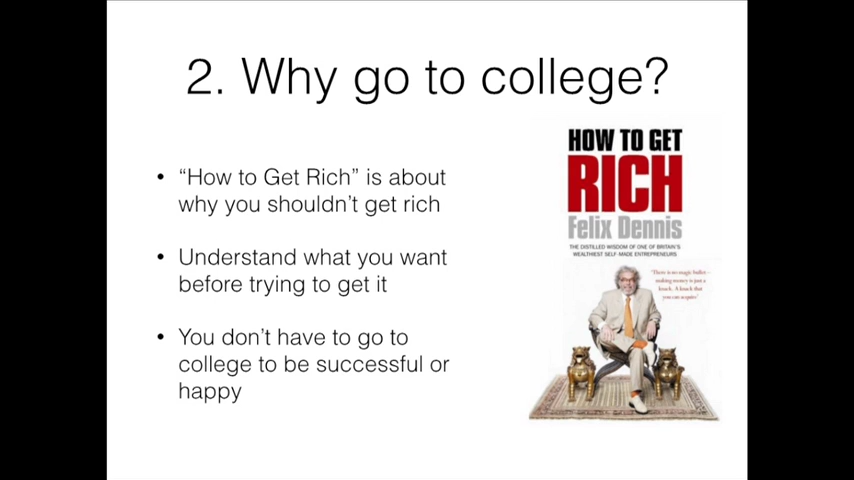 2. Why go to college?
• “How to Get Rich” is about
why you shouldn’t get rich
• Understand what you want
before trying to get it
• You don’t have to go to
college to be successful or
happy
HOW TO GET
RICH
Felix Dennis
THE DISTILLED WISDOM OF ONE OF BRITAIN'S
WEALTHIEST SELF-MADE ENTREPRENEURS
'There is no magic bullet –
making money is just a
knack. A knack that
you can acquire'